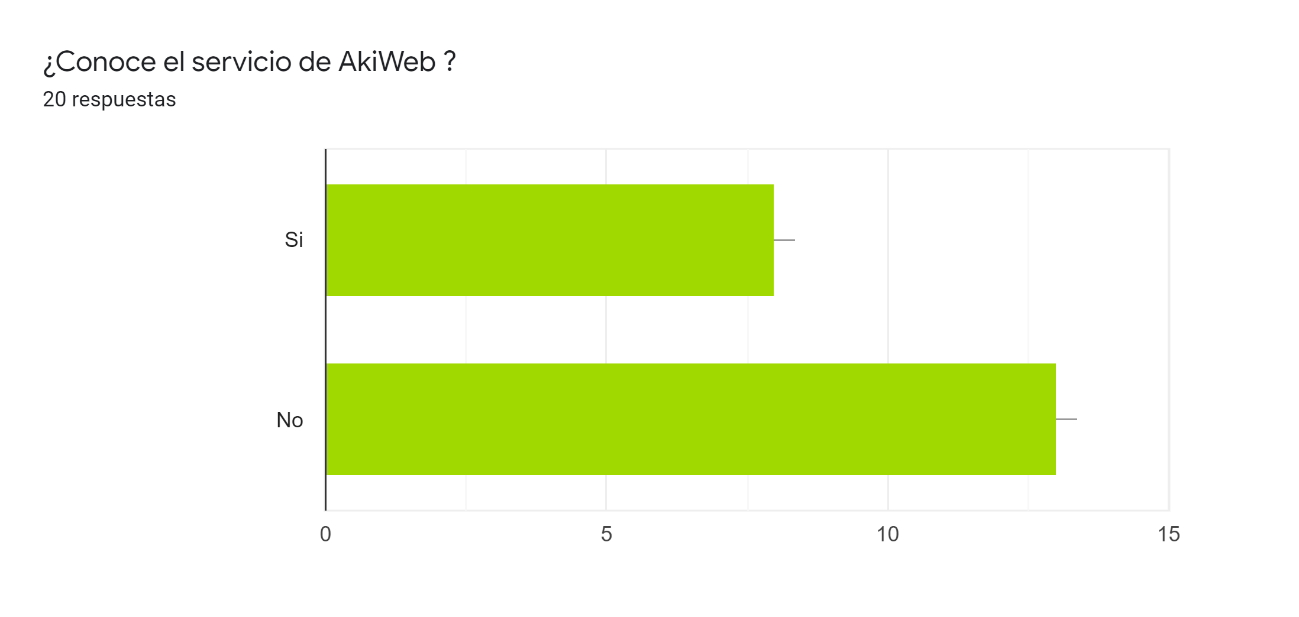 ¿Conoce el servicio de AkiWeb ?
20 respuestas
Si
No
0 5 10 15